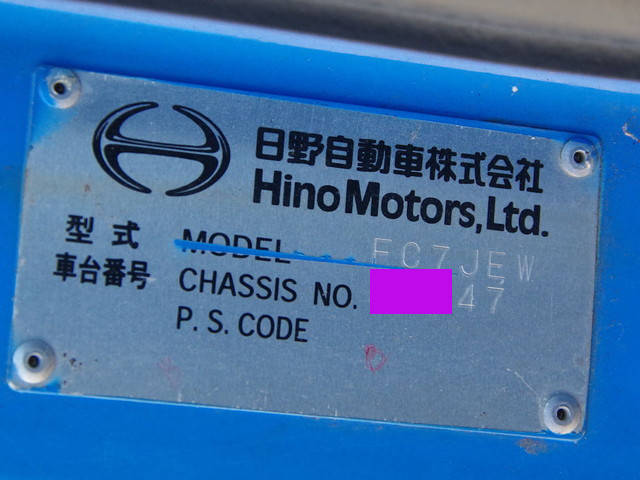 日野自動車株式会社
Hino Motors, Ltd.
型式 MODEL FC7JEW
車台番号 CHASSIS NO. 47
P.S.CODE